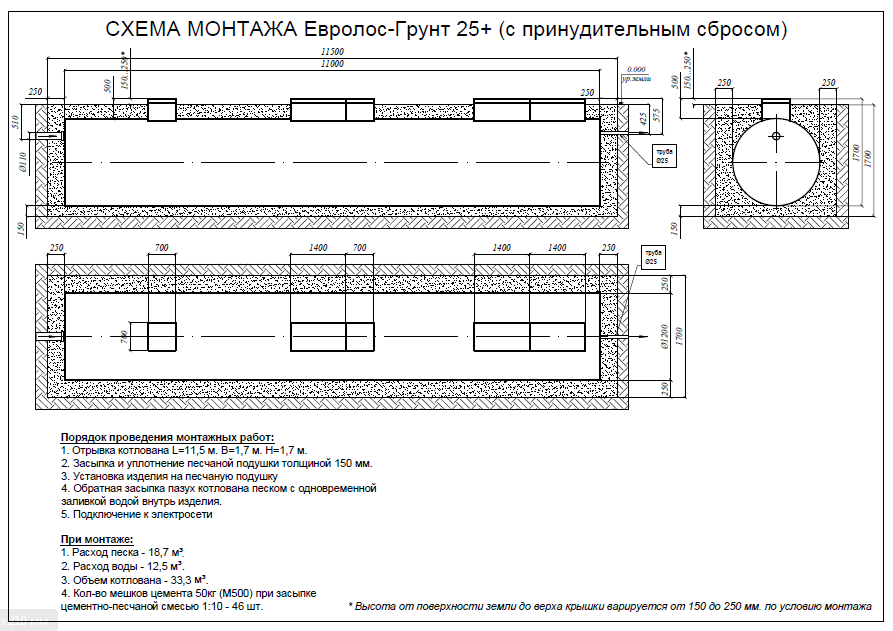 СХЕМА МОНТАЖА Евролос-Грунт 25+ (с принудительным сбросом)
11500
11000
250
500
150...250*
250
0.000
ур.земли
510
Ø110
150
425
575
труба
Ø25
500
150...250*
250
250
1700
1700
150
250
700
1400
700
1400
1400
250
труба
Ø25
700
250
Ø1200
1700
250
Порядок проведения монтажных работ:
1. Отрывка котлована L=11,5 м. B=1,7 м. H=1,7 м.
2. Засыпка и уплотнение песчаной подушки толщиной 150 мм.
3. Установка изделия на песчаную подушку
4. Обратная засыпка пазух котлована песком с одновременной
заливкой водой внутрь изделия.
5. Подключение к электросети
При монтаже:
1. Расход песка - 18,7 м³.
2. Расход воды - 12,5 м³.
3. Объем котлована - 33,3 м³.
4. Кол-во мешков цемента 50кг (М500) при засыпке
цементно-песчаной смесью 1:10 - 46 шт.
* Высота от поверхности земли до верха крышки варируется от 150 до 250 мм. по условию монтажа